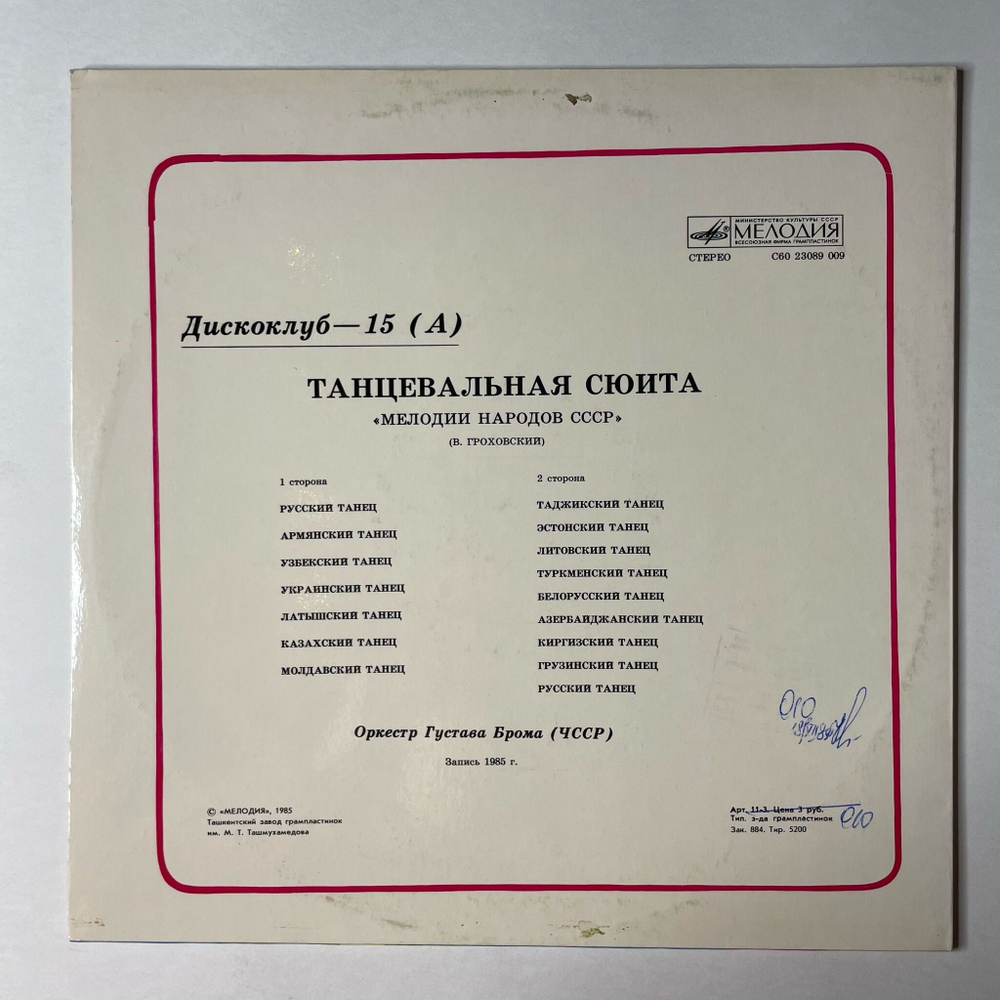 МИНИСТЕРСТВО КУЛЬТУРЫ СССР
МЕЛОДИЯ
ВСЕСОЮЗНАЯ ФИРМА ГРАМПЛАСТИНОК
СТЕРЕО С60 23089 009
Дискоклуб—15 (А)
ТАНЦЕВАЛЬНАЯ СЮИТА
«МЕЛОДИИ НАРОДОВ СССР»
(В. ГРОХОВСКИЙ)
1 сторона
РУССКИЙ ТАНЕЦ
АРМЯНСКИЙ ТАНЕЦ
УЗБЕКСКИЙ ТАНЕЦ
УКРАИНСКИЙ ТАНЕЦ
ЛАТЫШСКИЙ ТАНЕЦ
КАЗАХСКИЙ ТАНЕЦ
МОЛДАВСКИЙ ТАНЕЦ
2 сторона
ТАДЖИКСКИЙ ТАНЕЦ
ЭСТОНСКИЙ ТАНЕЦ
ЛИТОВСКИЙ ТАНЕЦ
ТУРКМЕНСКИЙ ТАНЕЦ
БЕЛОРУССКИЙ ТАНЕЦ
АЗЕРБАЙДЖАНСКИЙ ТАНЕЦ
КИРГИЗСКИЙ ТАНЕЦ
ГРУЗИНСКИЙ ТАНЕЦ
РУССКИЙ ТАНЕЦ
Оркестр Густава Брома (ЧССР)
Запись 1985 г.
© «МЕЛОДИЯ», 1985
Ташкентский завод грампластинок
им. М. Т. Ташмухамедова
Арт. 11-3. Цена 3 руб.
Тип. з-да грампластинок
Зак. 884. Тир. 5200
010
010